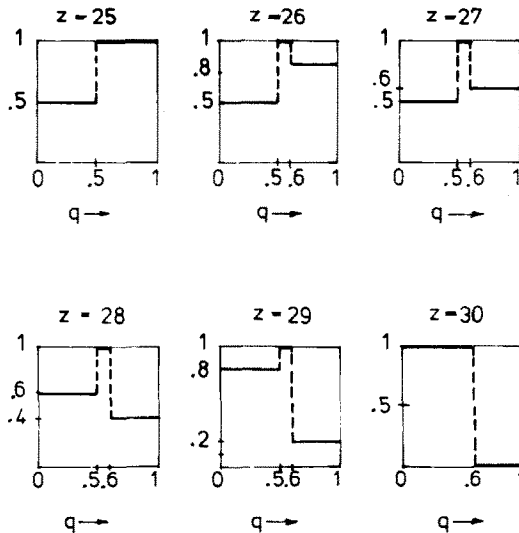 z = 25 z = 26 z = 27
1 1 1
.8 .6
.5 .5 .5
0 .5 1 0 .5 .6 1 0 .5 .6 1
q → q → q →
z = 28 z = 29 z = 30
1 1 1
.6 .8 .5
.4 .2
0 .5 .6 1 0 .5 .6 1 0 .6 1
q → q → q →